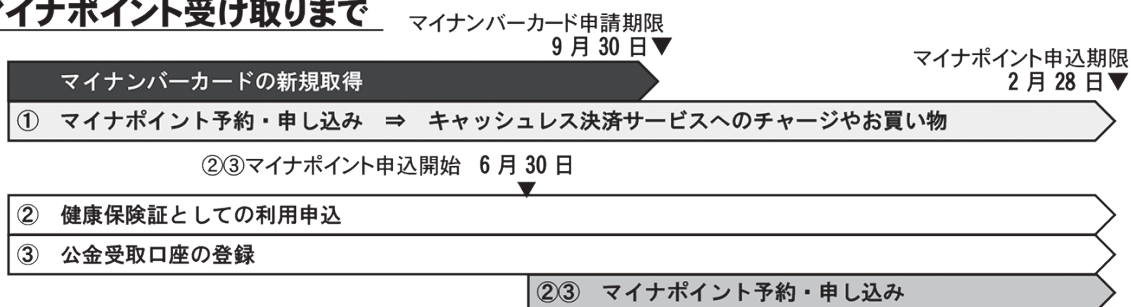 マイナポイント受け取りまで
マイナンバーカード申請期限
9 月 30 日▼
マイナポイント申込期限
2 月 28 日▼
マイナンバーカードの新規取得
① マイナポイント予約・申し込み ⇒ キャッシュレス決済サービスへのチャージやお買い物
②③マイナポイント申込開始 6 月 30 日
▼
② 健康保険証としての利用申込
③ 公金受取口座の登録
②③ マイナポイント予約・申し込み